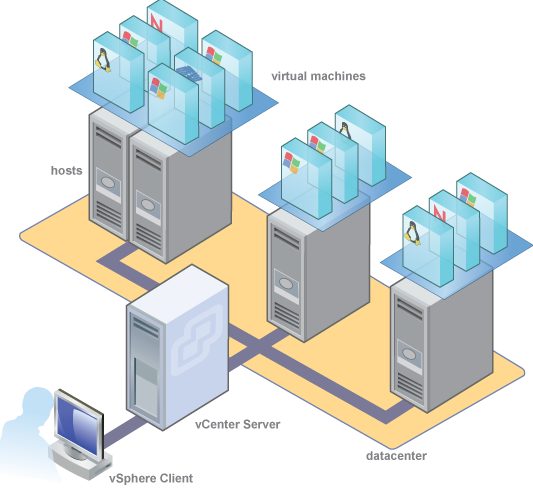 virtual machines
hosts
vCenter Server
datacenter
vSphere Client